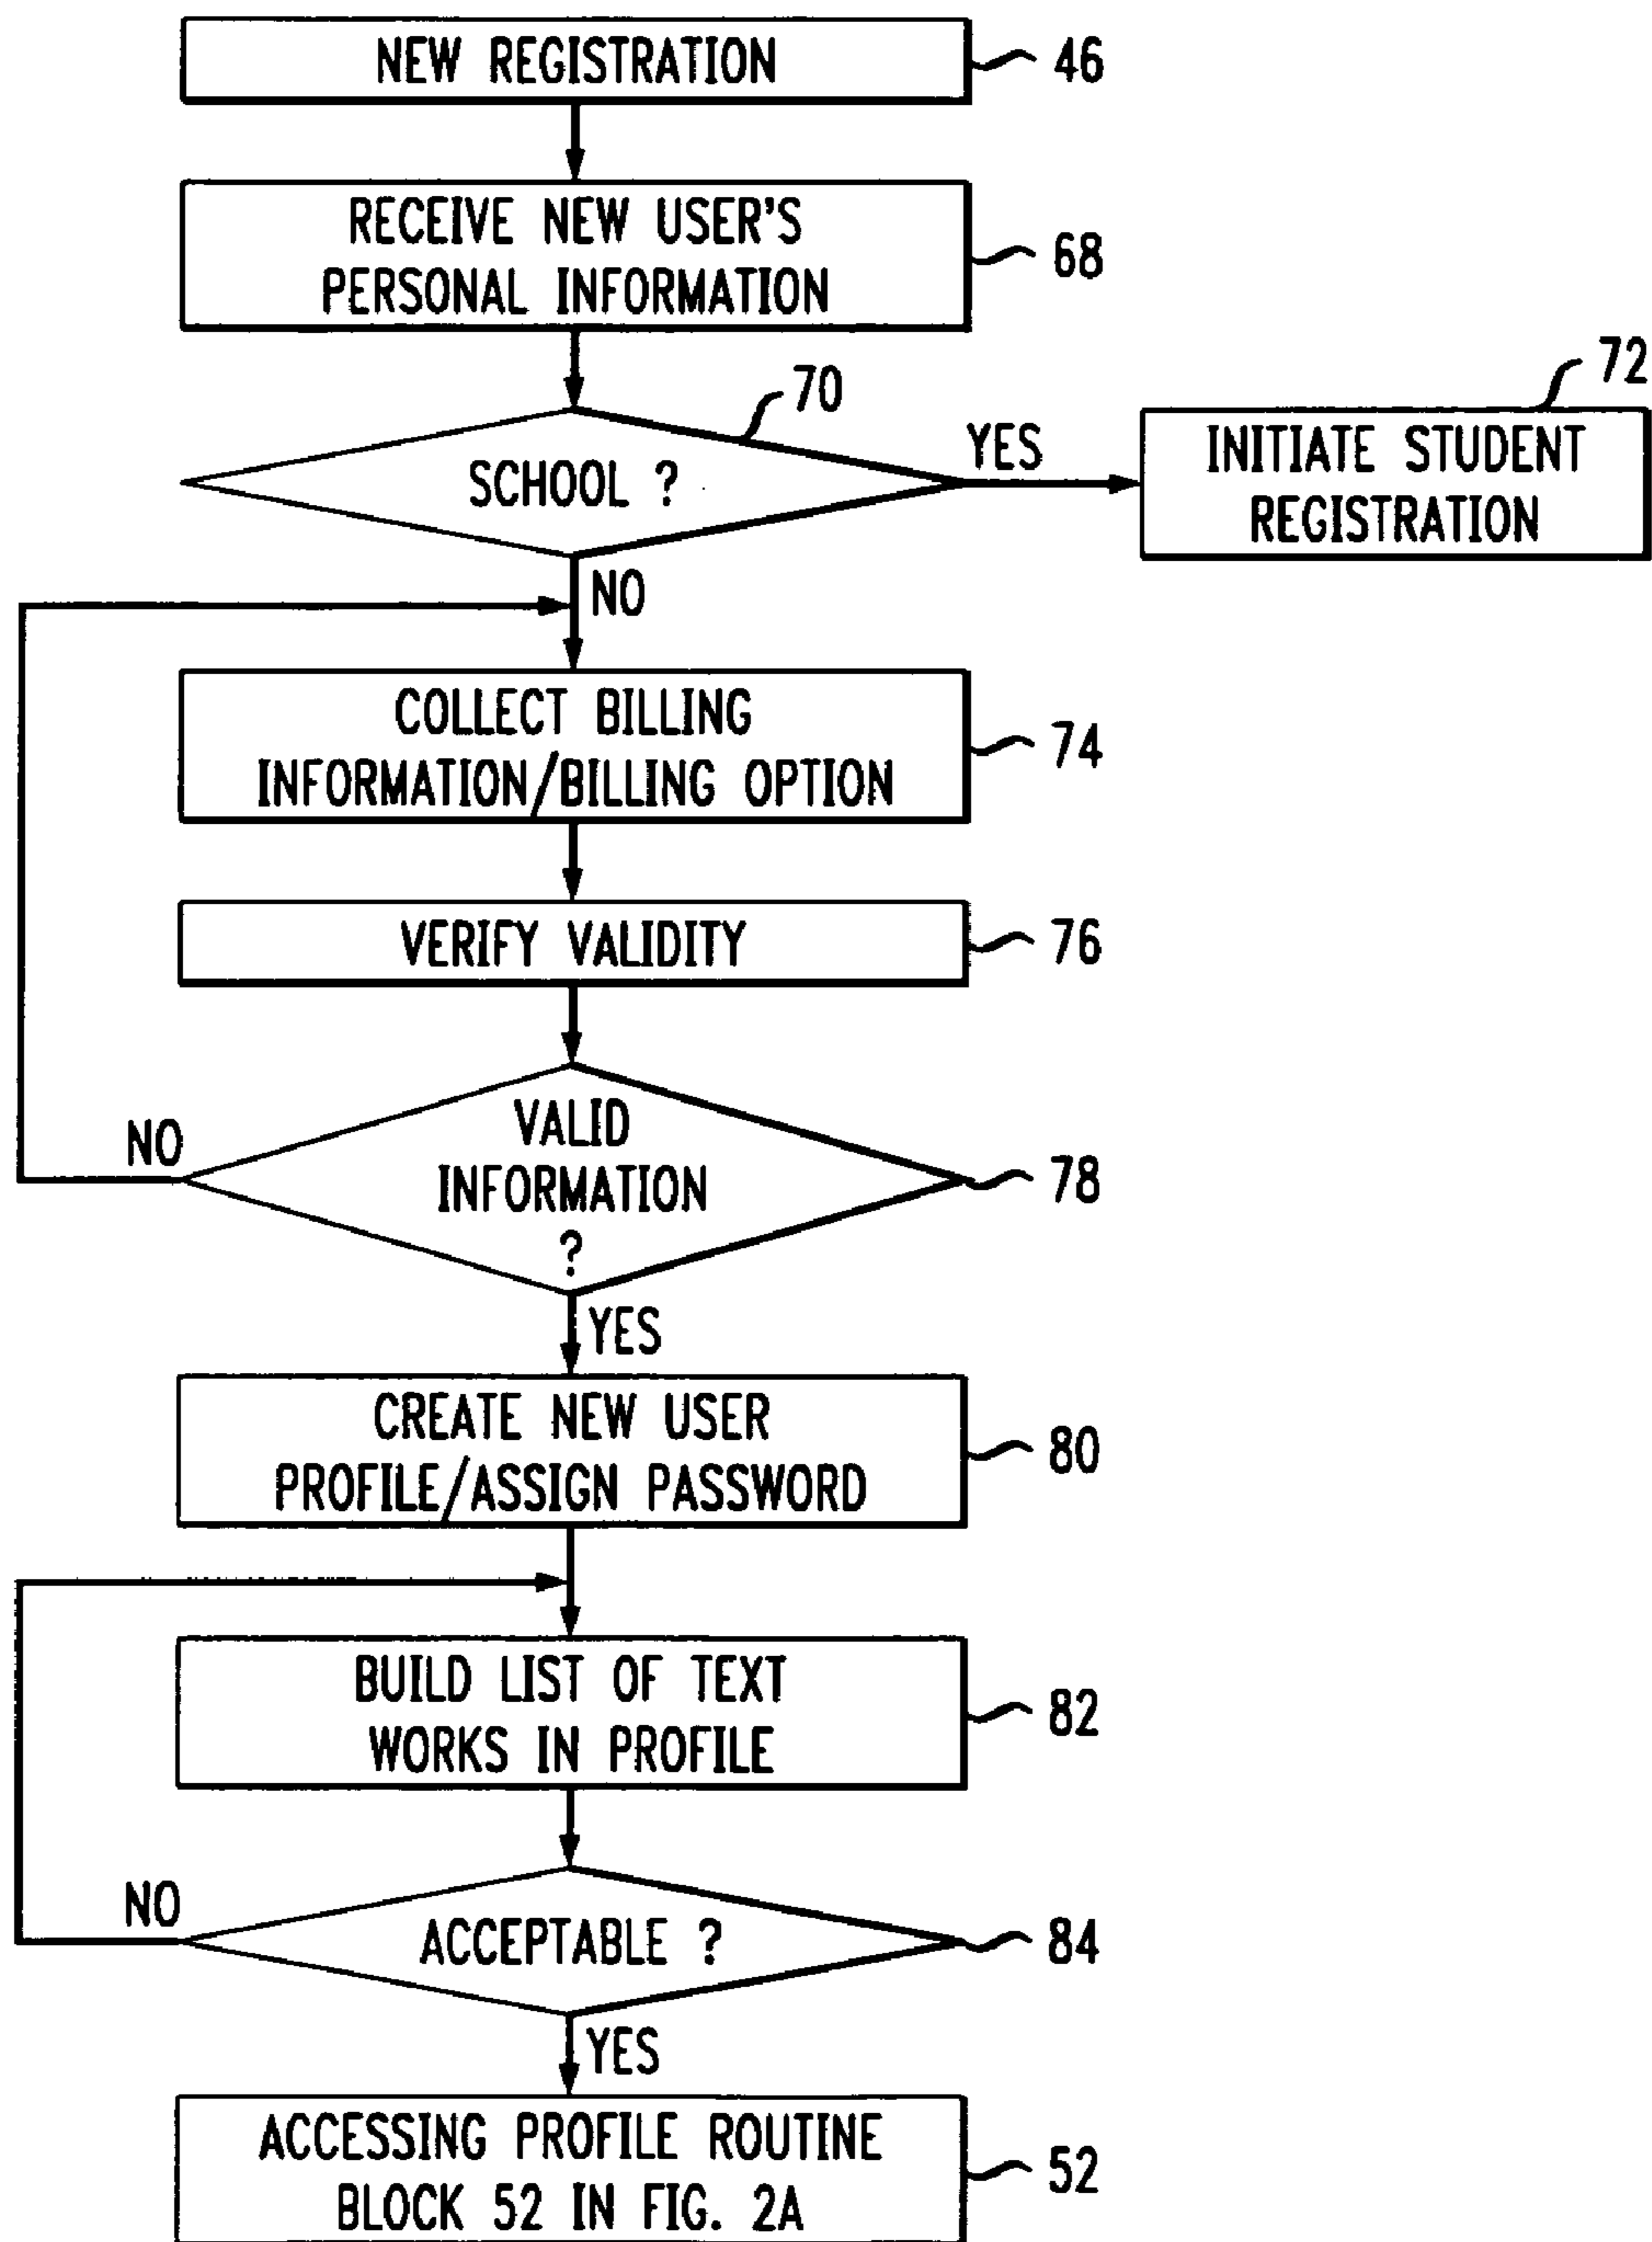 NEW REGISTRATION
46
RECEIVE NEW USER'S
PERSONAL INFORMATION
68
70
SCHOOL ?
YES
72
INITIATE STUDENT
REGISTRATION
NO
COLLECT BILLING
INFORMATION/BILLING OPTION
74
VERIFY VALIDITY
76
VALID
INFORMATION
?
NO
78
YES
CREATE NEW USER
PROFILE/ASSIGN PASSWORD
80
BUILD LIST OF TEXT
WORKS IN PROFILE
82
NO
ACCEPTABLE ?
84
YES
ACCESSING PROFILE ROUTINE
BLOCK 52 IN FIG. 2A
52